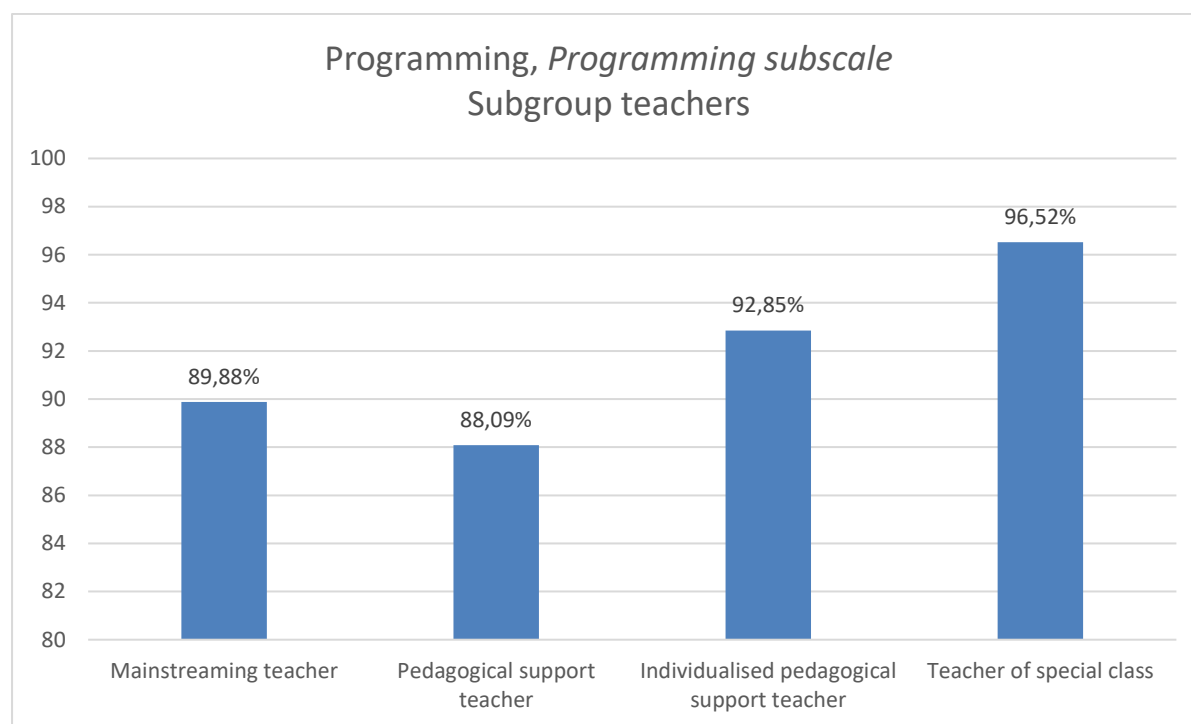 Programming, Programming subscale
Subgroup teachers
100
98
96
94
92
90
88
86
84
82
80
89,88%
88,09%
92,85%
96,52%
Mainstreaming teacher
Pedagogical support
teacher
Individualised pedagogical
support teacher
Teacher of special class